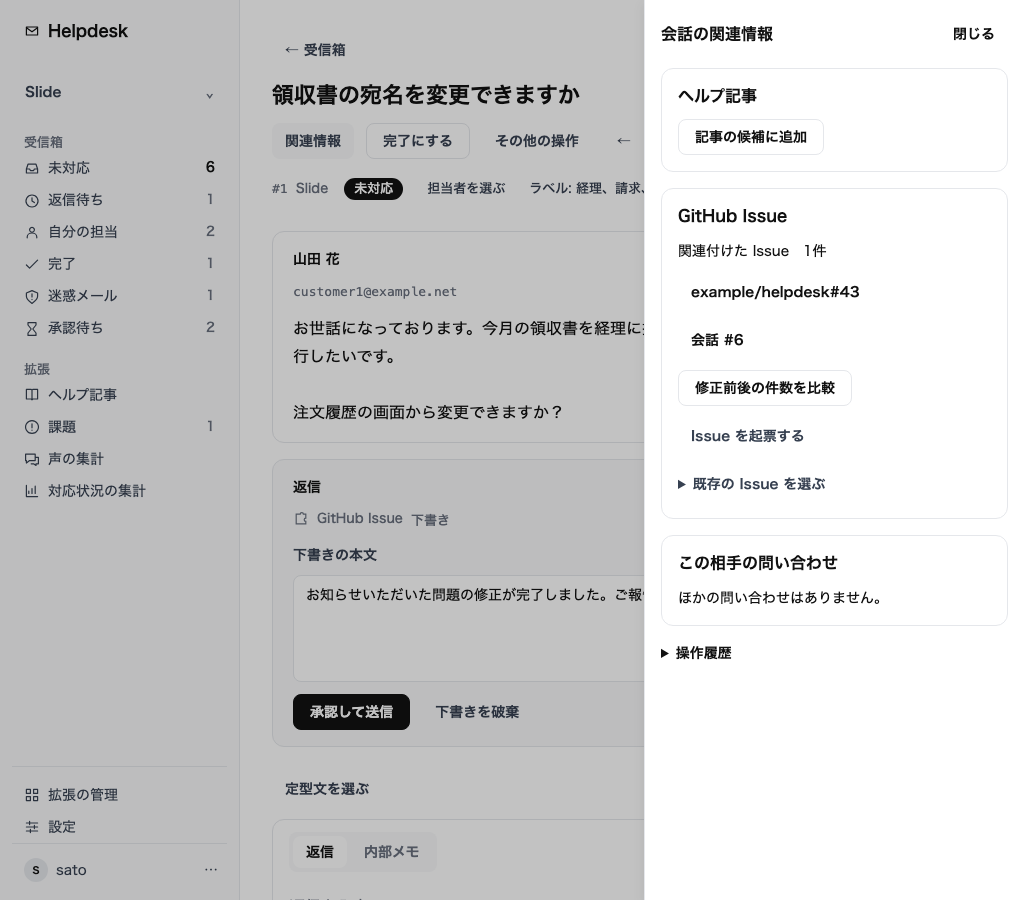 Helpdesk
Slide
受信箱
未対応 6
返信待ち 1
自分の担当 2
完了 1
迷惑メール 1
承認待ち 2
拡張
ヘルプ記事
課題 1
声の集計
対応状況の集計
拡張の管理
設定
S sato ...
← 受信箱
領収書の宛名を変更できますか
関連情報 完了にする その他の操作 ←
#1 Slide 未対応 担当者を選ぶ ラベル: 経理、請求、
山田 花
customer1@example.net
お世話になっております。今月の領収書を経理に
行したいです。
注文履歴の画面から変更できますか？
返信
GitHub Issue 下書き
下書きの本文
お知らせいただいた問題の修正が完了しました。ご報
承認して送信 下書きを破棄
定型文を選ぶ
返信 内部メモ
会話の関連情報 閉じる
ヘルプ記事
記事の候補に追加
GitHub Issue
関連付けた Issue 1件
example/helpdesk#43
会話 #6
修正前後の件数を比較
Issue を起票する
▶ 既存の Issue を選ぶ
この相手の問い合わせ
ほかの問い合わせはありません。
▶ 操作履歴